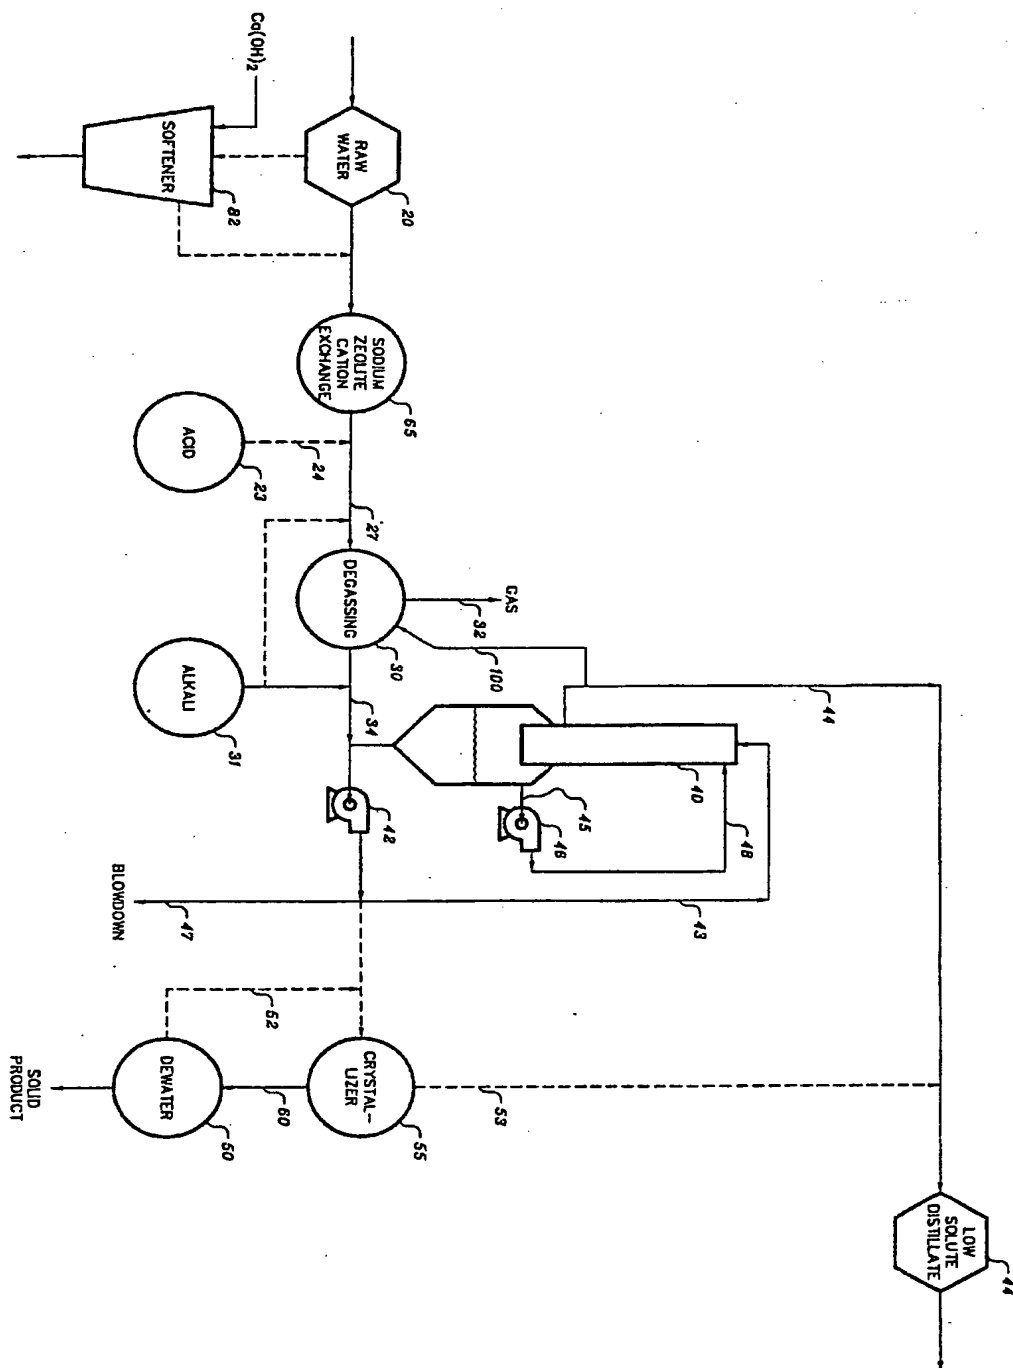 Ca(OH)2
SOFTENER
82
RAW
WATER
20
SODIUM
ZEOLITE
CATION
EXCHANGE
65
ACID
23
24
27
DEGASSING
30
GAS
32
100
ALKALI
31
34
44
40
45
46
48
42
43
BLOWDOWN
47
52
DEWATER
50
SOLID
PRODUCT
60
CRYSTAL-
LIZER
55
53
LOW
SOLUTE
DISTILLATE
44